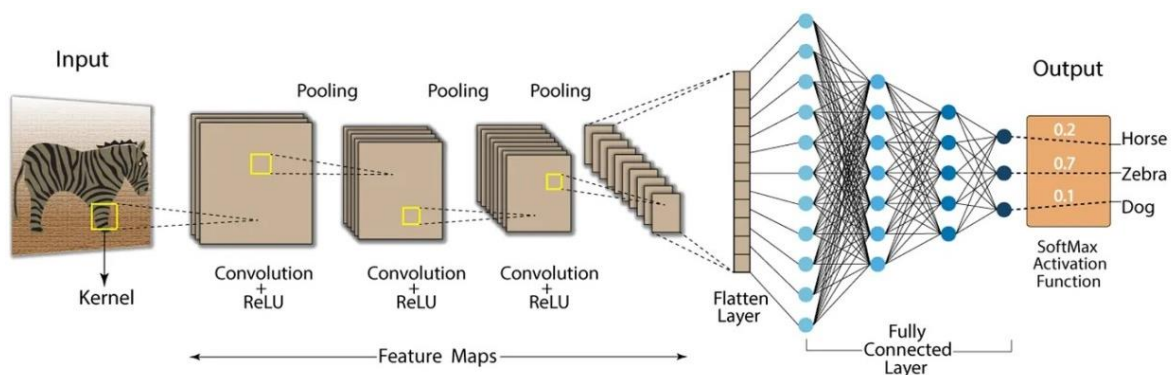 Input
Kernel
Pooling
Pooling
Pooling
Convolution
+
ReLU
Convolution
+
ReLU
Convolution
+
ReLU
Feature Maps
Flatten
Layer
Fully
Connected
Layer
Output
0.2
Horse
0.7
Zebra
0.1
Dog
SoftMax
Activation
Function